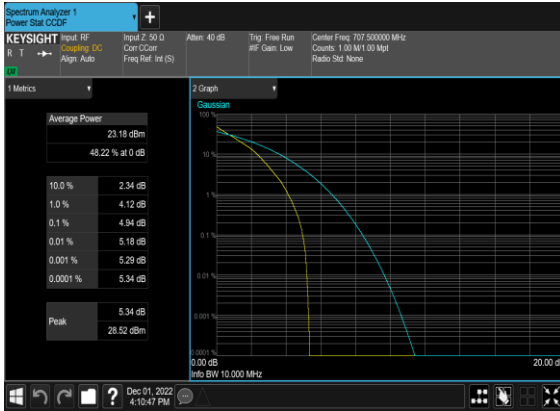 Spectrum Analyzer 1
Power Stat CCDF
+
KEYSIGHT
R T
Input: RF
Coupling: DC
Align: Auto
Input Z: 50 Ω
Corr CCorr
Freq Ref: Int (S)
Atten: 40 dB
Trig: Free Run
#IF Gain: Low
Center Freq: 707.500000 MHz
Counts: 1.00 M/1.00 Mpt
Radio Std: None
1 Metrics
Average Power
23.18 dBm
48.22 % at 0 dB
10.0 % 2.34 dB
1.0 % 4.12 dB
0.1 % 4.94 dB
0.01 % 5.18 dB
0.001 % 5.29 dB
0.0001 % 5.34 dB
Peak
5.34 dB
28.52 dBm
2 Graph
Gaussian
100 %
10 %
1 %
0.1 %
0.01 %
0.001 %
0.0001 %
0.00 dB
20.00 d
Info BW 10.000 MHz
?
Dec 01, 2022
4:10:47 PM